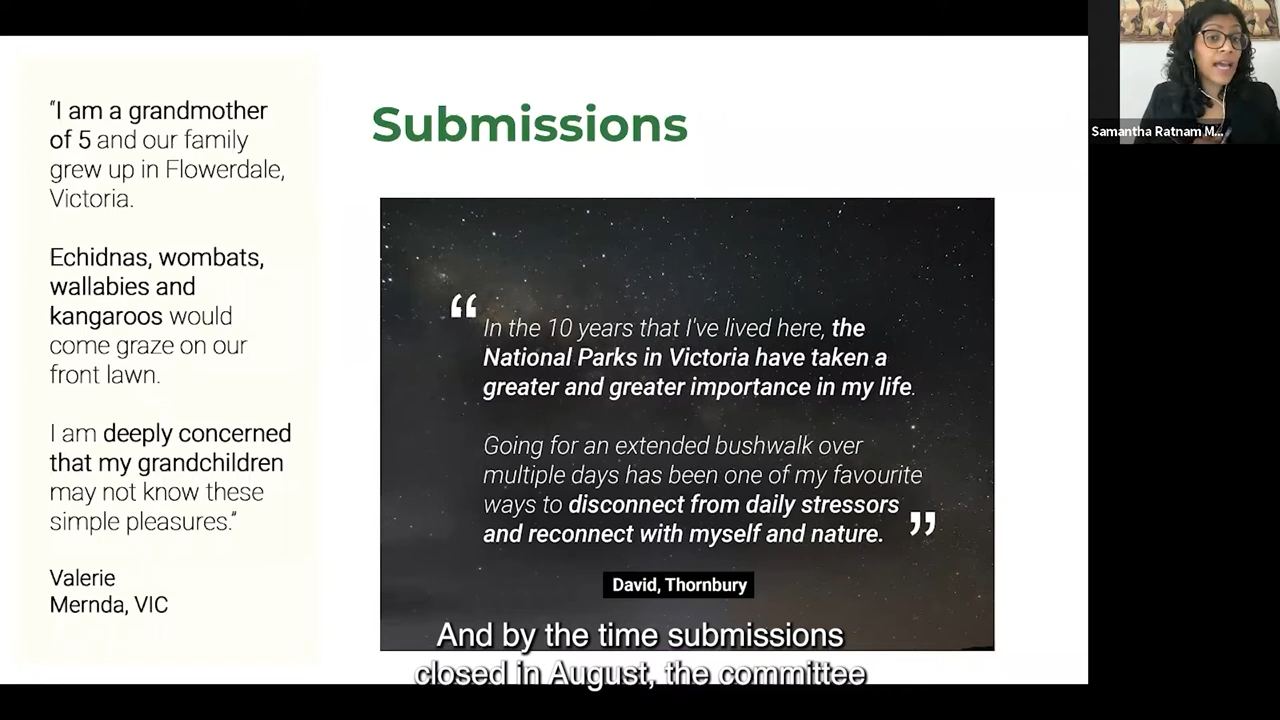 “I am a grandmother
of 5 and our family
grew up in Flowerdale,
Victoria.
Echidnas, wombats,
wallabies and
kangaroos would
come graze on our
front lawn.
I am deeply concerned
that my grandchildren
may not know these
simple pleasures.”
Valerie
Mernda, VIC
Submissions
“
In the 10 years that I've lived here, the
National Parks in Victoria have taken a
greater and greater importance in my life.
Going for an extended bushwalk over
multiple days has been one of my favourite
ways to disconnect from daily stressors
and reconnect with myself and nature. ”
David, Thornbury
And by the time submissions
closed in August, the committee
Samantha Ratnam M...